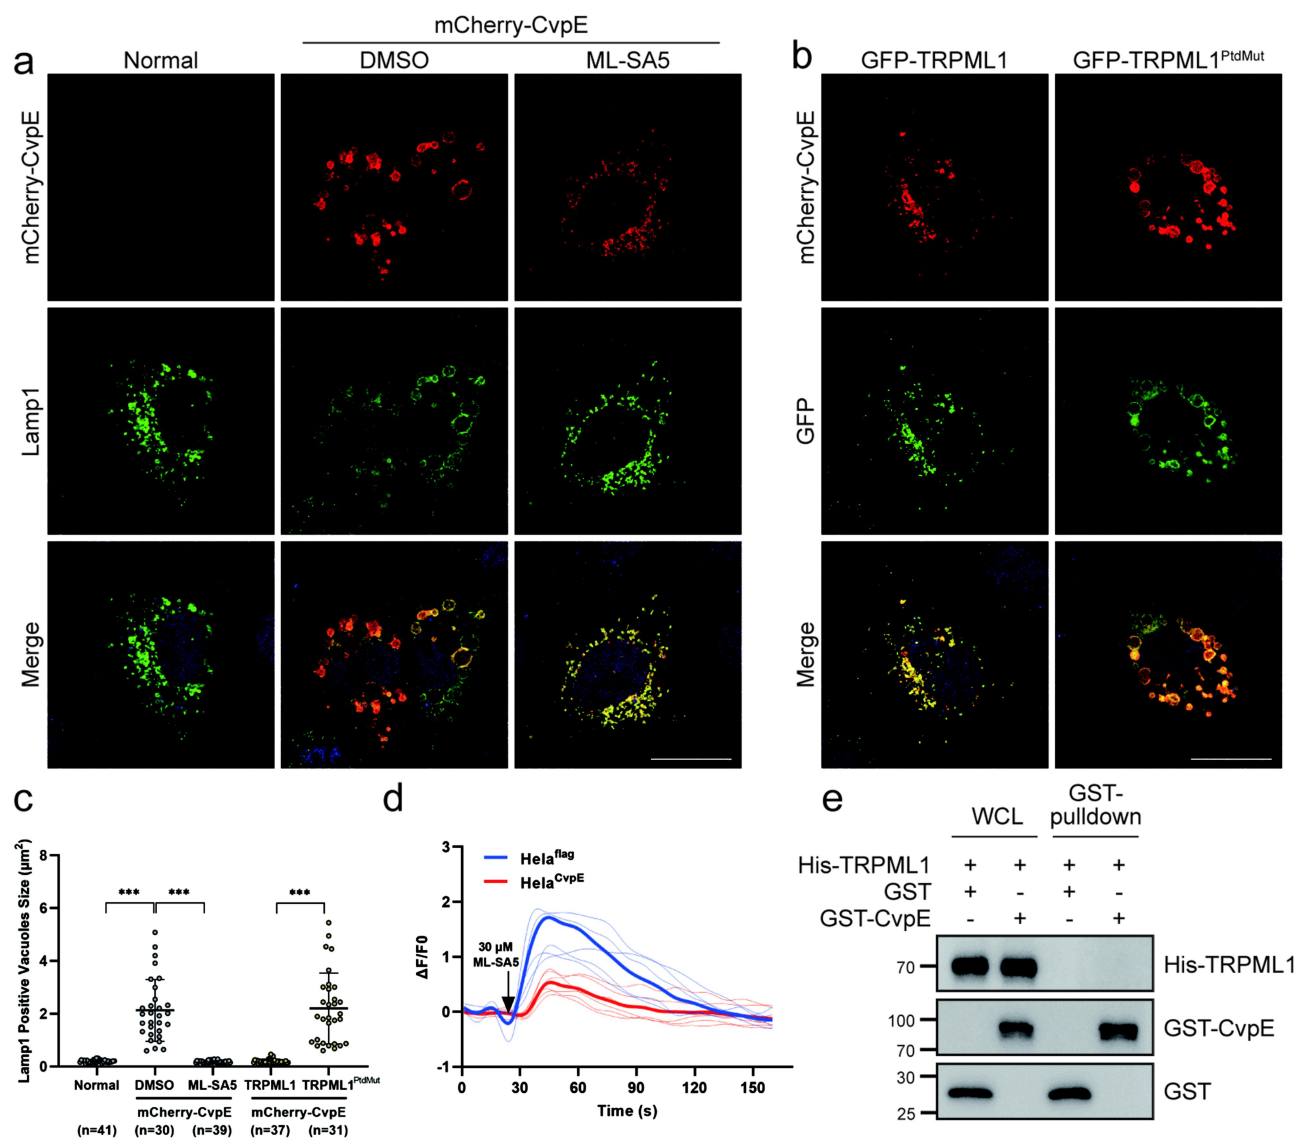 mCherry-CvpE
a
Normal
DMSO
ML-SA5
mCherry-CvpE
Lamp1
Merge
b
GFP-TRPML1
GFP-TRPML1PtdMut
mCherry-CvpE
GFP
Merge
c
Lamp1 Positive Vacuoles Size (μm2)
8
6
4
2
0
***
***
***
Normal
DMSO
ML-SA5
TRPML1
TRPML1PtdMut
mCherry-CvpE
mCherry-CvpE
(n=41)
(n=30)
(n=39)
(n=37)
(n=31)
d
ΔF/F0
3
2
1
0
-1
Helaflag
HelaCvpE
30 μM
ML-SA5
0
30
60
90
120
150
Time (s)
e
WCL
GST-
pulldown
His-TRPML1 + + + +
GST + - + -
GST-CvpE - + - +
70
His-TRPML1
100
70
GST-CvpE
30
25
GST